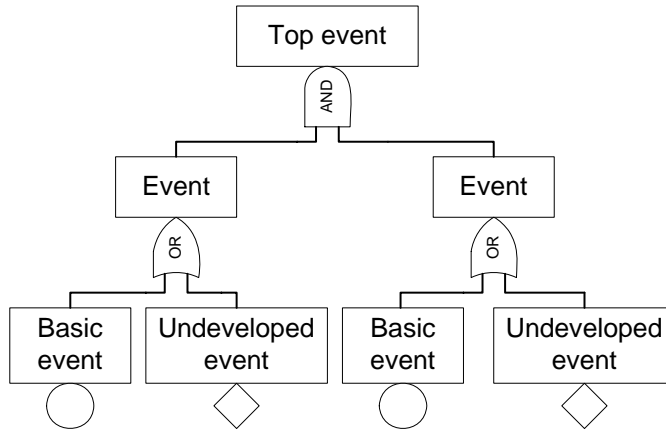 Top event
AND
Event
Event
OR
OR
Basic
event
Undeveloped
event
Basic
event
Undeveloped
event